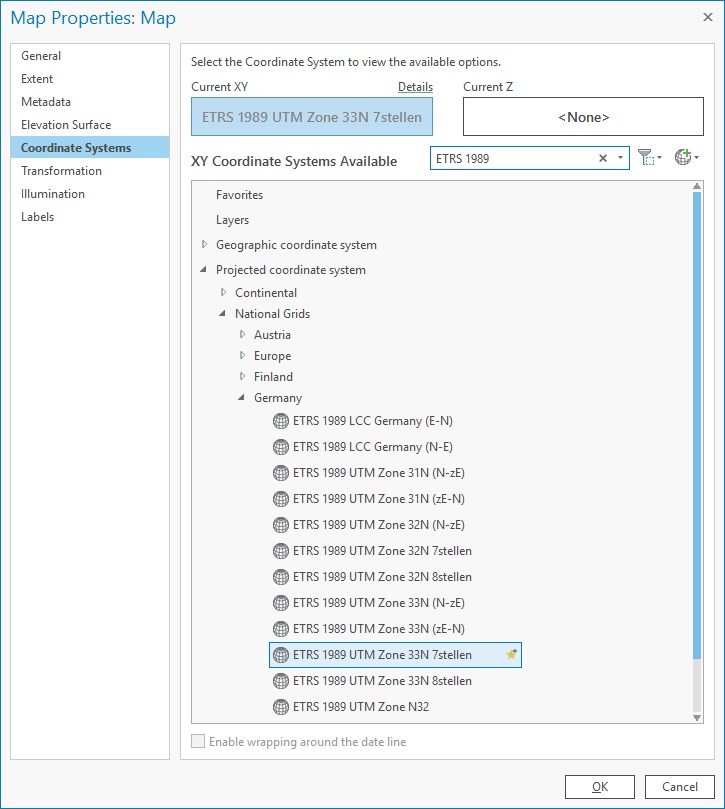 Map Properties: Map
General
Extent
Metadata
Elevation Surface
Coordinate Systems
Transformation
Illumination
Labels
Select the Coordinate System to view the available options.
Current XY Details Current Z
ETRS 1989 UTM Zone 33N 7stellen <None>
XY Coordinate Systems Available ETRS 1989
Favorites
Layers
Geographic coordinate system
Projected coordinate system
Continental
National Grids
Austria
Europe
Finland
Germany
ETRS 1989 LCC Germany (E-N)
ETRS 1989 LCC Germany (N-E)
ETRS 1989 UTM Zone 31N (N-zE)
ETRS 1989 UTM Zone 31N (zE-N)
ETRS 1989 UTM Zone 32N (N-zE)
ETRS 1989 UTM Zone 32N 7stellen
ETRS 1989 UTM Zone 32N 8stellen
ETRS 1989 UTM Zone 33N (N-zE)
ETRS 1989 UTM Zone 33N (zE-N)
ETRS 1989 UTM Zone 33N 7stellen
ETRS 1989 UTM Zone 33N 8stellen
ETRS 1989 UTM Zone N32
Enable wrapping around the date line
OK Cancel